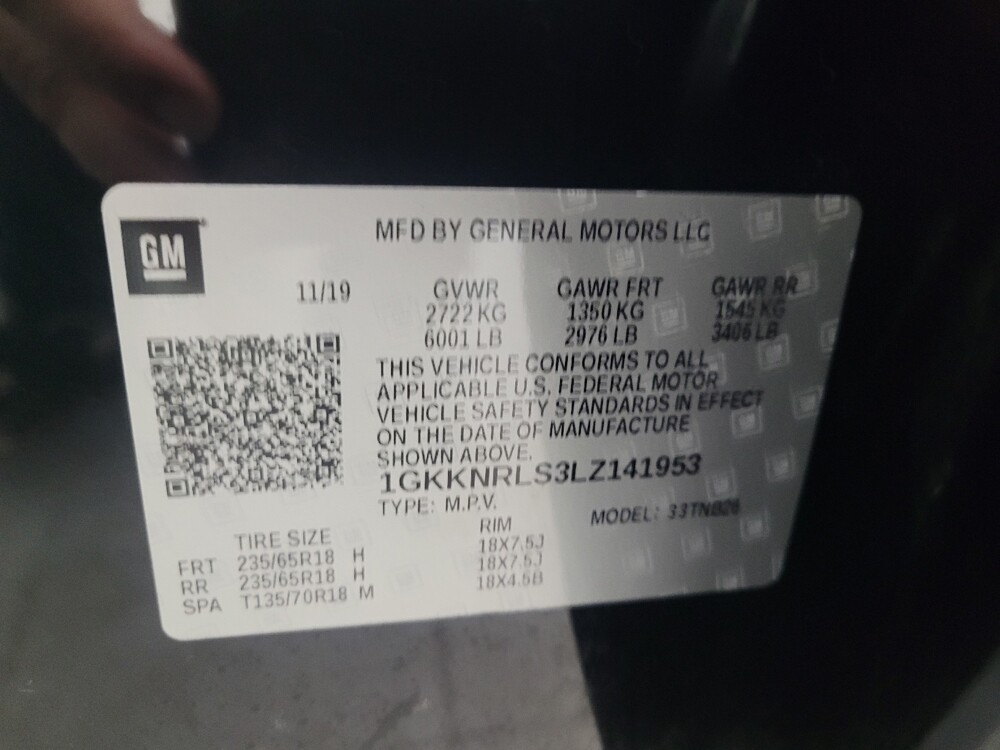 GM
MFD BY GENERAL MOTORS LLC
11/19 GVWR GAWR FRT GAWR RR
2722 KG 1350 KG 1545 KG
6001 LB 2976 LB 3406 LB
THIS VEHICLE CONFORMS TO ALL
APPLICABLE U.S. FEDERAL MOTOR
VEHICLE SAFETY STANDARDS IN EFFECT
ON THE DATE OF MANUFACTURE
SHOWN ABOVE.
1GKKNRLS3LZ141953
TYPE: M.P.V. MODEL: 33TNB26
TIRE SIZE RIM
FRT 235/65R18 H 18X7.5J
RR 235/65R18 H 18X7.5J
SPA T135/70R18 M 18X4.5B